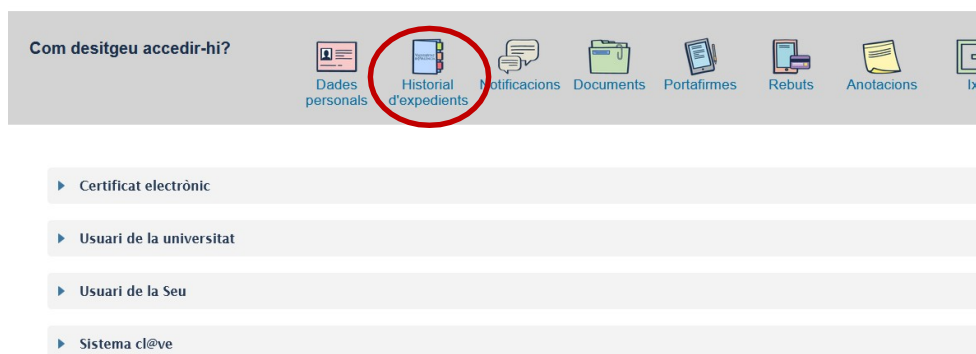 Com desitgeu accedir-hi?
Dades personals
Historial d'expedients
Notificacions
Documents
Portafirmes
Rebuts
Anotacions
Certificat electrònic
Usuari de la universitat
Usuari de la Seu
Sistema cl@ve